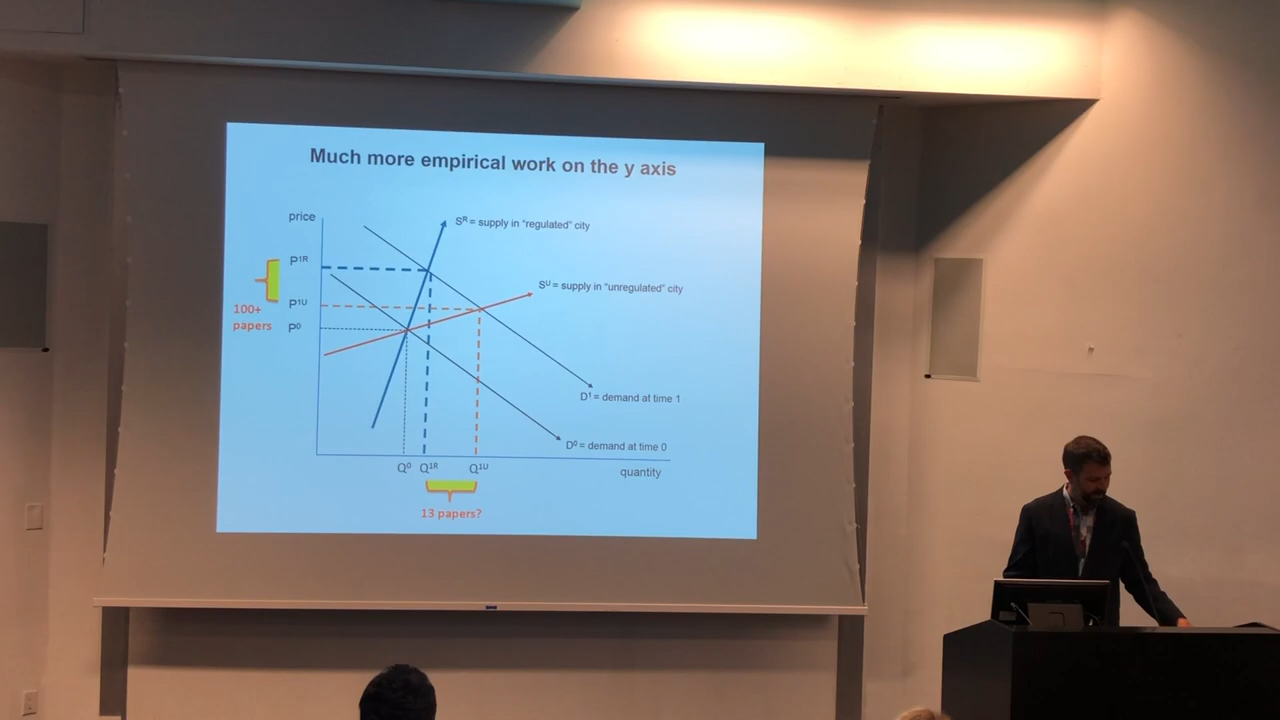 Much more empirical work on the y axis
price
Sᴿ = supply in “regulated” city
P¹ᴿ
Sᵁ = supply in “unregulated” city
P¹ᵁ
100+
papers
P⁰
D¹ = demand at time 1
D⁰ = demand at time 0
Q⁰ Q¹ᴿ Q¹ᵁ
quantity
13 papers?